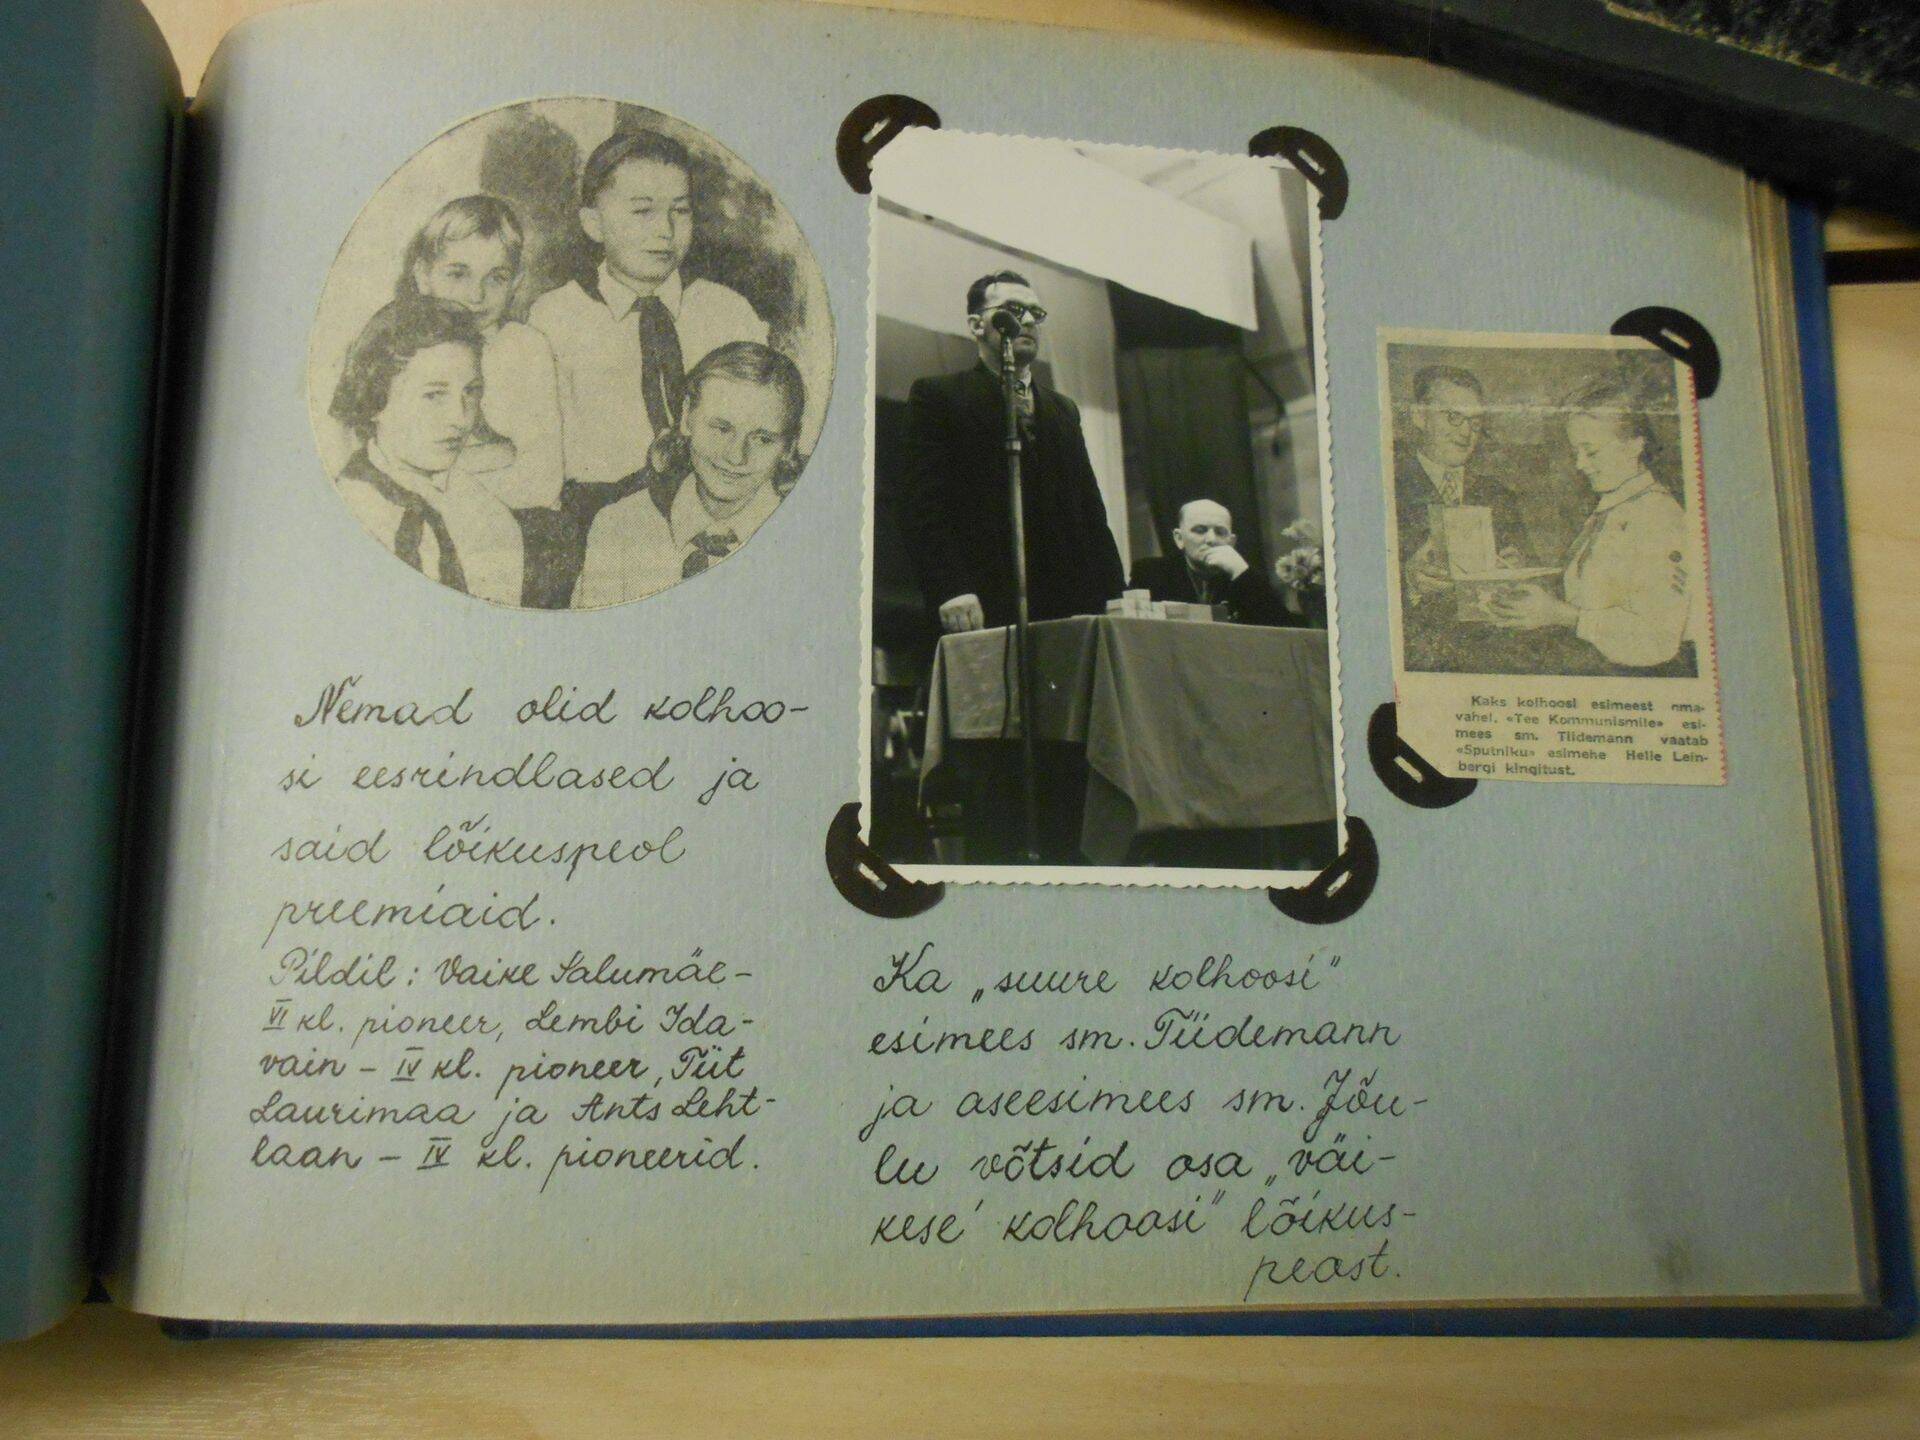 Nemad olid kolhoo-
si eesrindlased ja
said lõikuspeol
preemiaid.
Pildil: Vaike Salumäe-
VI kl. pioneer, Lembi Ida-
vain - IV kl. pioneer, Tiit
Laurimaa ja Ants Leht-
laan - IV kl. pioneerid.
Ka „suure kolhoosi"
esimees sm. Tiidemann
ja aseesimees sm. Jõu-
lu võtsid osa „väi-
kese kolhoosi" lõikus-
peost.
Kaks kolhoosi esimeest oma-
vahel. «Tee Kommunismile» esi-
mees sm. Tiidemann vaatab
«Sputniku» esimehe Helle Lein-
bergi kingitust.